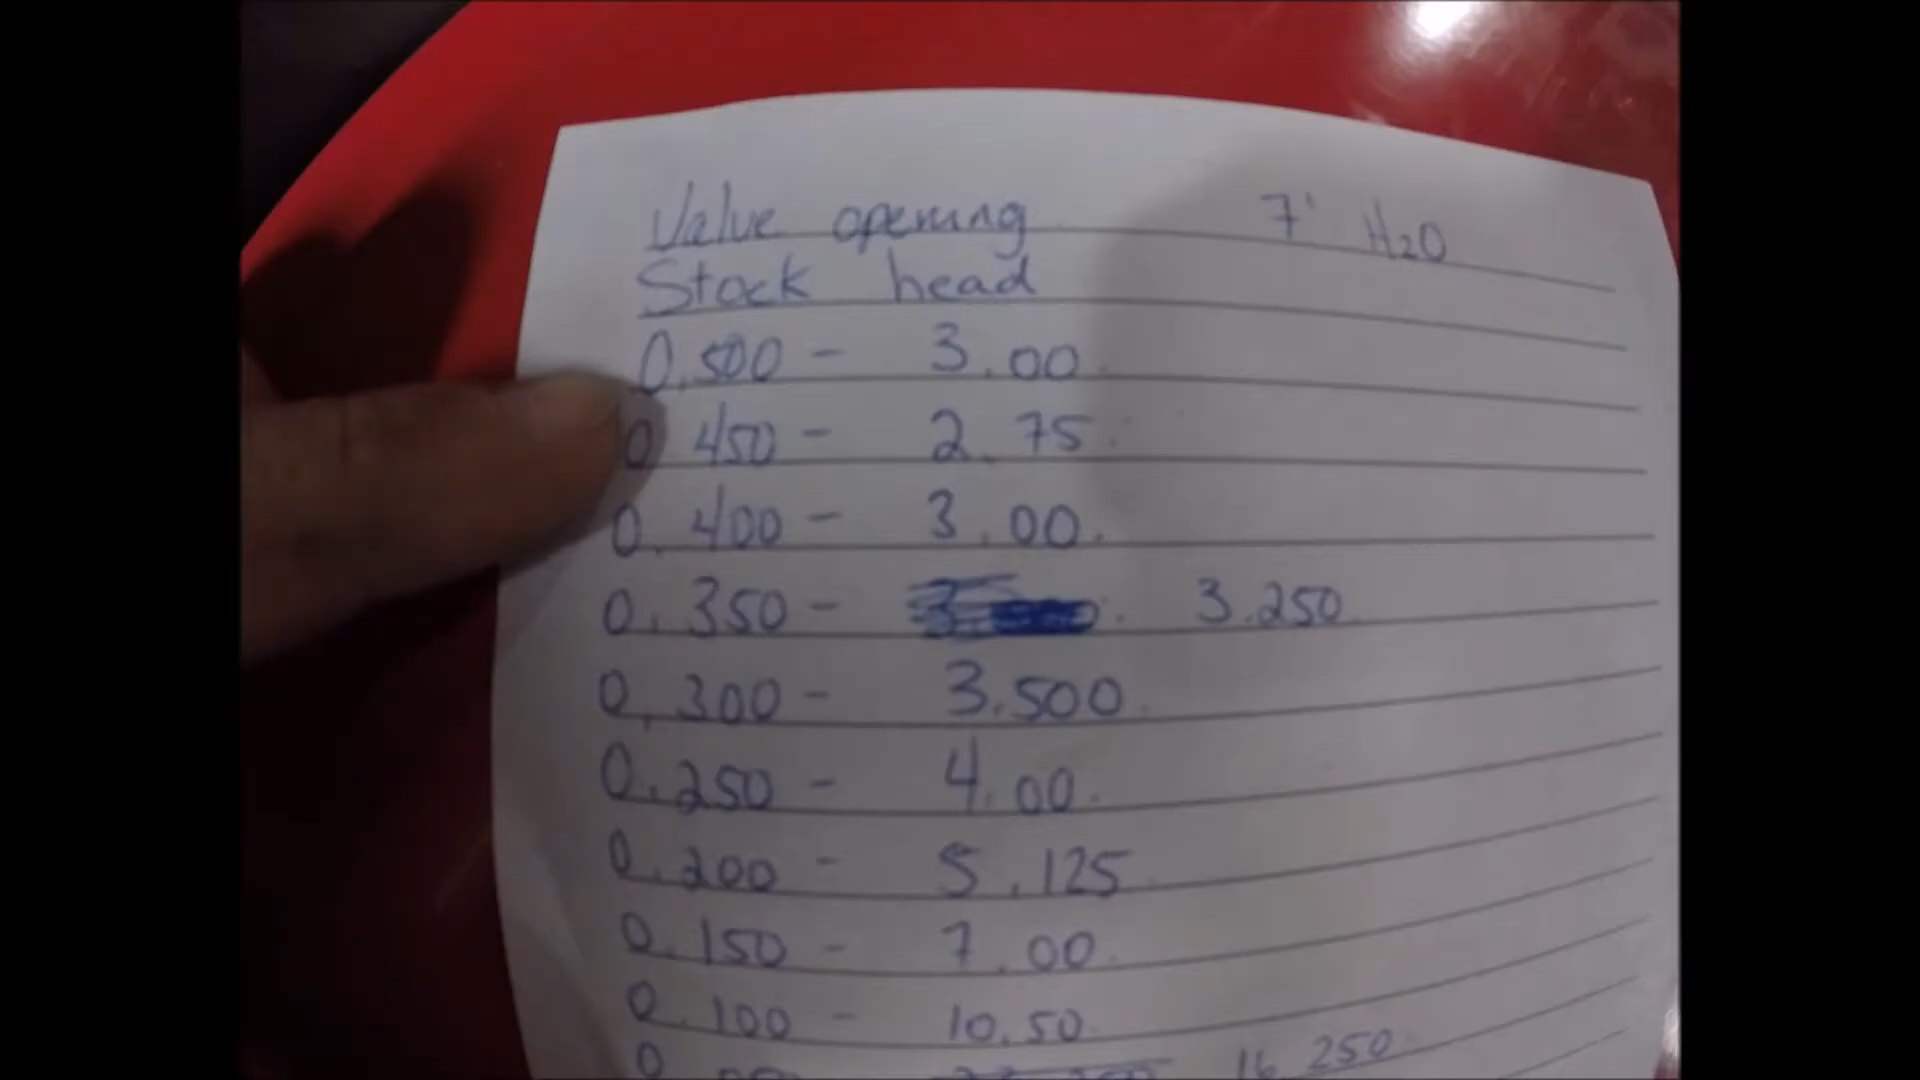 Valve opening 7' H2O
Stock head
0.500 - 3.00
0.450 - 2.75
0.400 - 3.00.
0.350 - 3.250
0.300 - 3.500
0.250 - 4.00
0.200 - 5.125
0.150 - 7.00
0.100 - 10.50
16.250